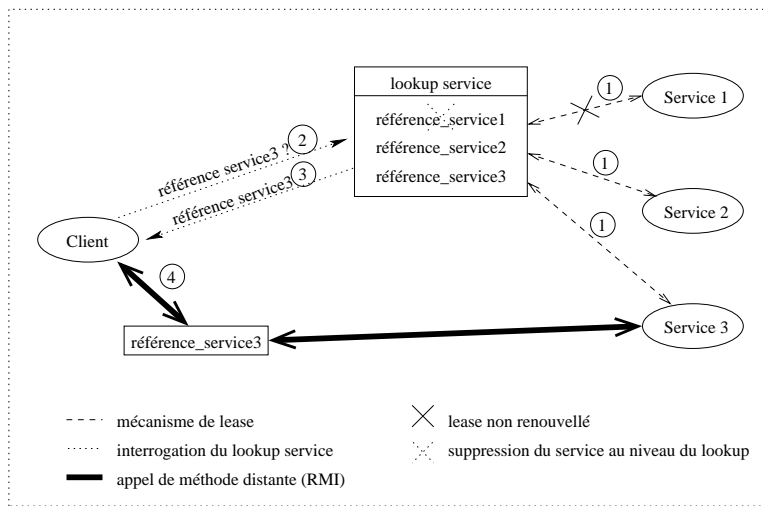 lookup service
référence_service1
référence_service2
référence_service3
1
Service 1
1
Service 2
1
Service 3
référence service3 ?
2
référence service3
3
Client
4
référence_service3
mécanisme de lease
interrogation du lookup service
appel de méthode distante (RMI)
lease non renouvellé
suppression du service au niveau du lookup